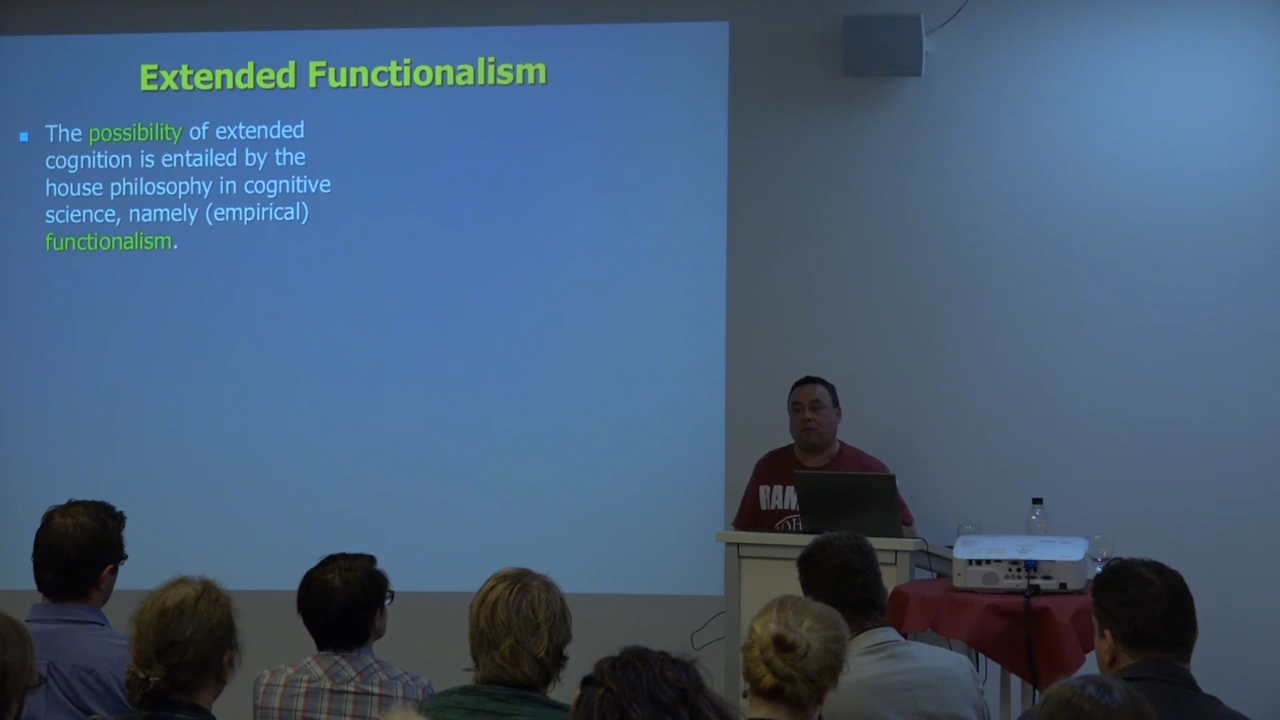 Extended Functionalism
The possibility of extended
cognition is entailed by the
house philosophy in cognitive
science, namely (empirical)
functionalism.